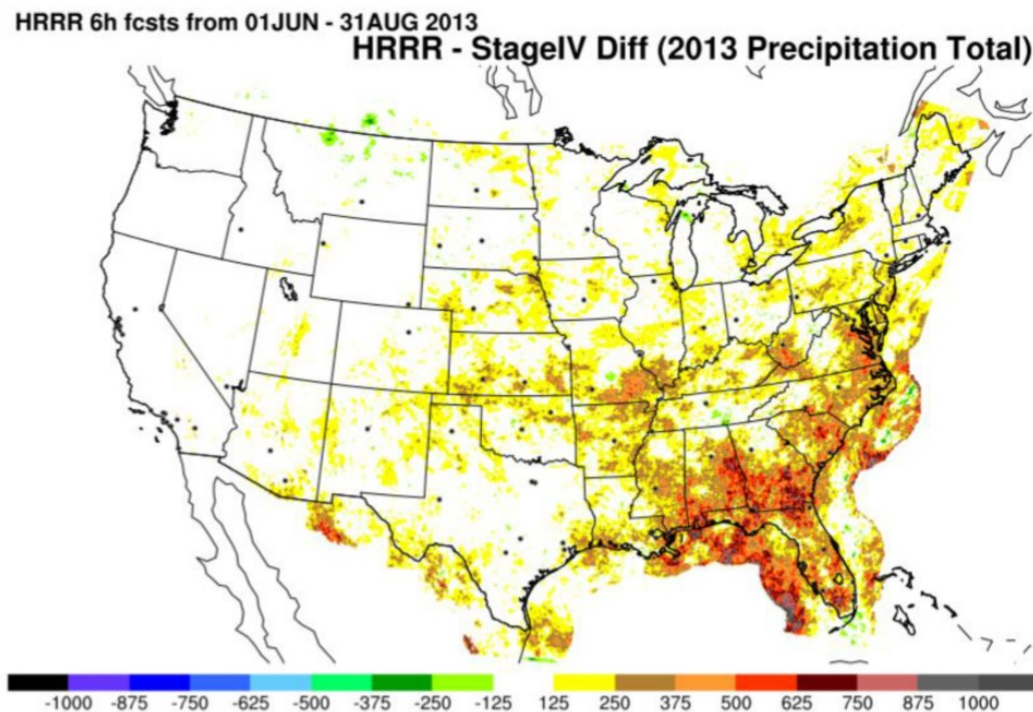 HRRR 6h fcsts from 01JUN - 31AUG 2013
HRRR - StageIV Diff (2013 Precipitation Total)
-1000 -875 -750 -625 -500 -375 -250 -125 125 250 375 500 625 750 875 1000